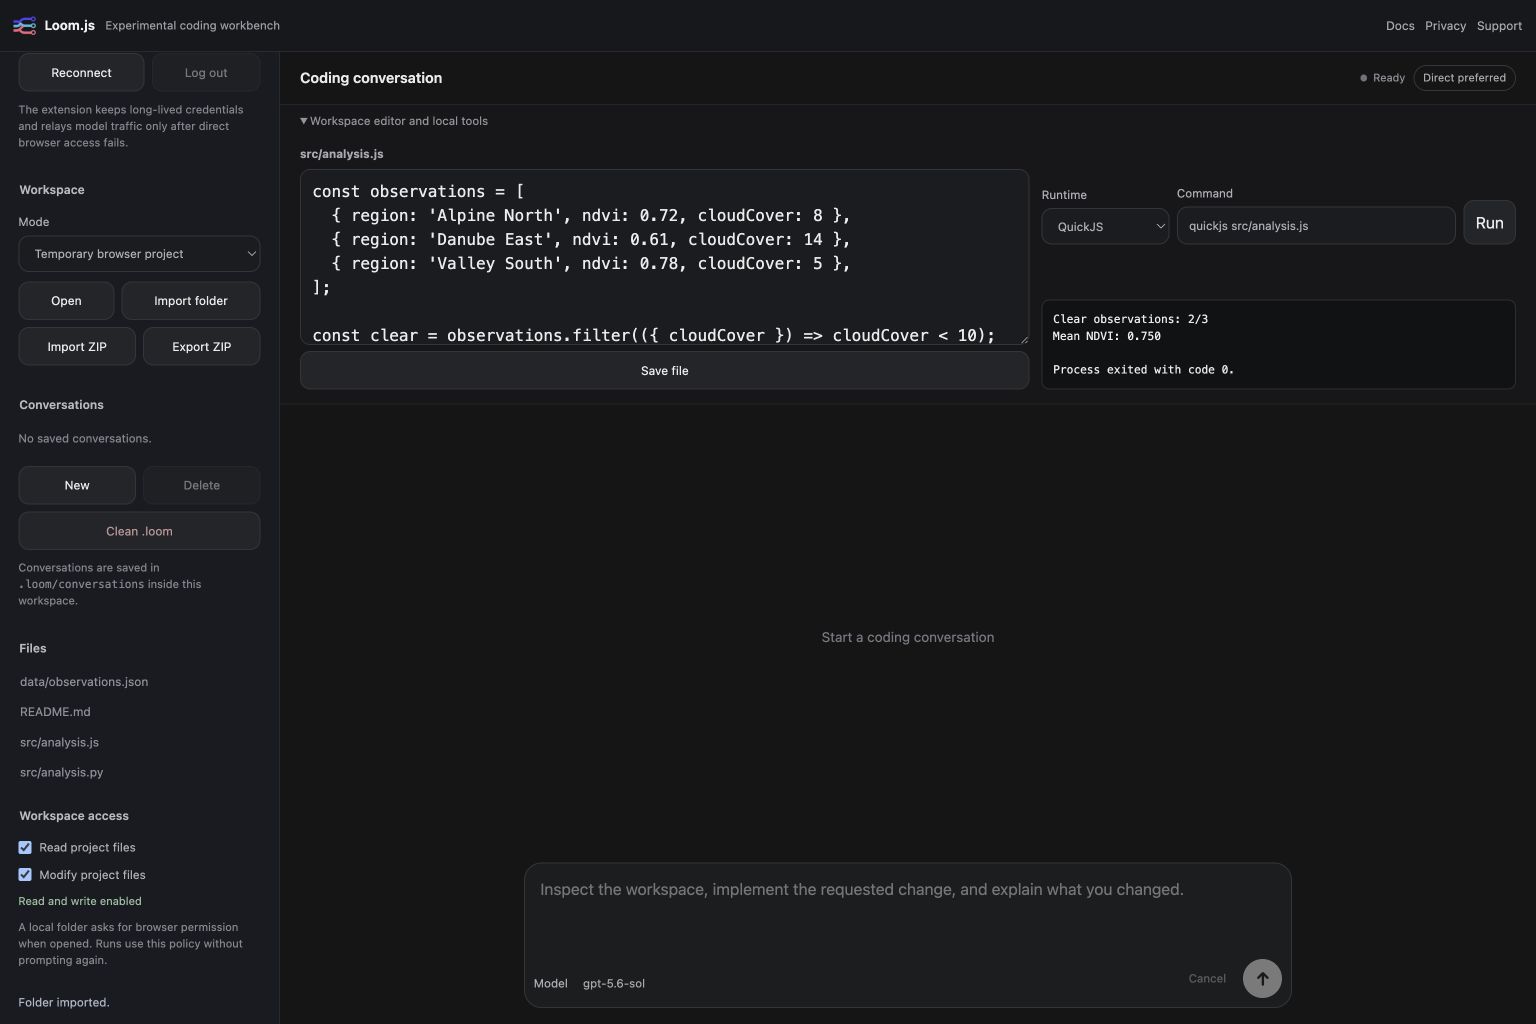 Loom.js Experimental coding workbench
Docs Privacy Support
Reconnect Log out
The extension keeps long-lived credentials
and relays model traffic only after direct
browser access fails.
Workspace
Mode
Temporary browser project
Open Import folder
Import ZIP Export ZIP
Conversations
No saved conversations.
New Delete
Clean .loom
Conversations are saved in
.loom/conversations inside this
workspace.
Files
data/observations.json
README.md
src/analysis.js
src/analysis.py
Workspace access
Read project files
Modify project files
Read and write enabled
A local folder asks for browser permission
when opened. Runs use this policy without
prompting again.
Folder imported.
Coding conversation
Ready Direct preferred
Workspace editor and local tools
src/analysis.js
const observations = [
  { region: 'Alpine North', ndvi: 0.72, cloudCover: 8 },
  { region: 'Danube East', ndvi: 0.61, cloudCover: 14 },
  { region: 'Valley South', ndvi: 0.78, cloudCover: 5 },
];
const clear = observations.filter(({ cloudCover }) => cloudCover < 10);
Save file
Runtime Command
QuickJS quickjs src/analysis.js Run
Clear observations: 2/3
Mean NDVI: 0.750
Process exited with code 0.
Start a coding conversation
Inspect the workspace, implement the requested change, and explain what you changed.
Model gpt-5.6-sol Cancel